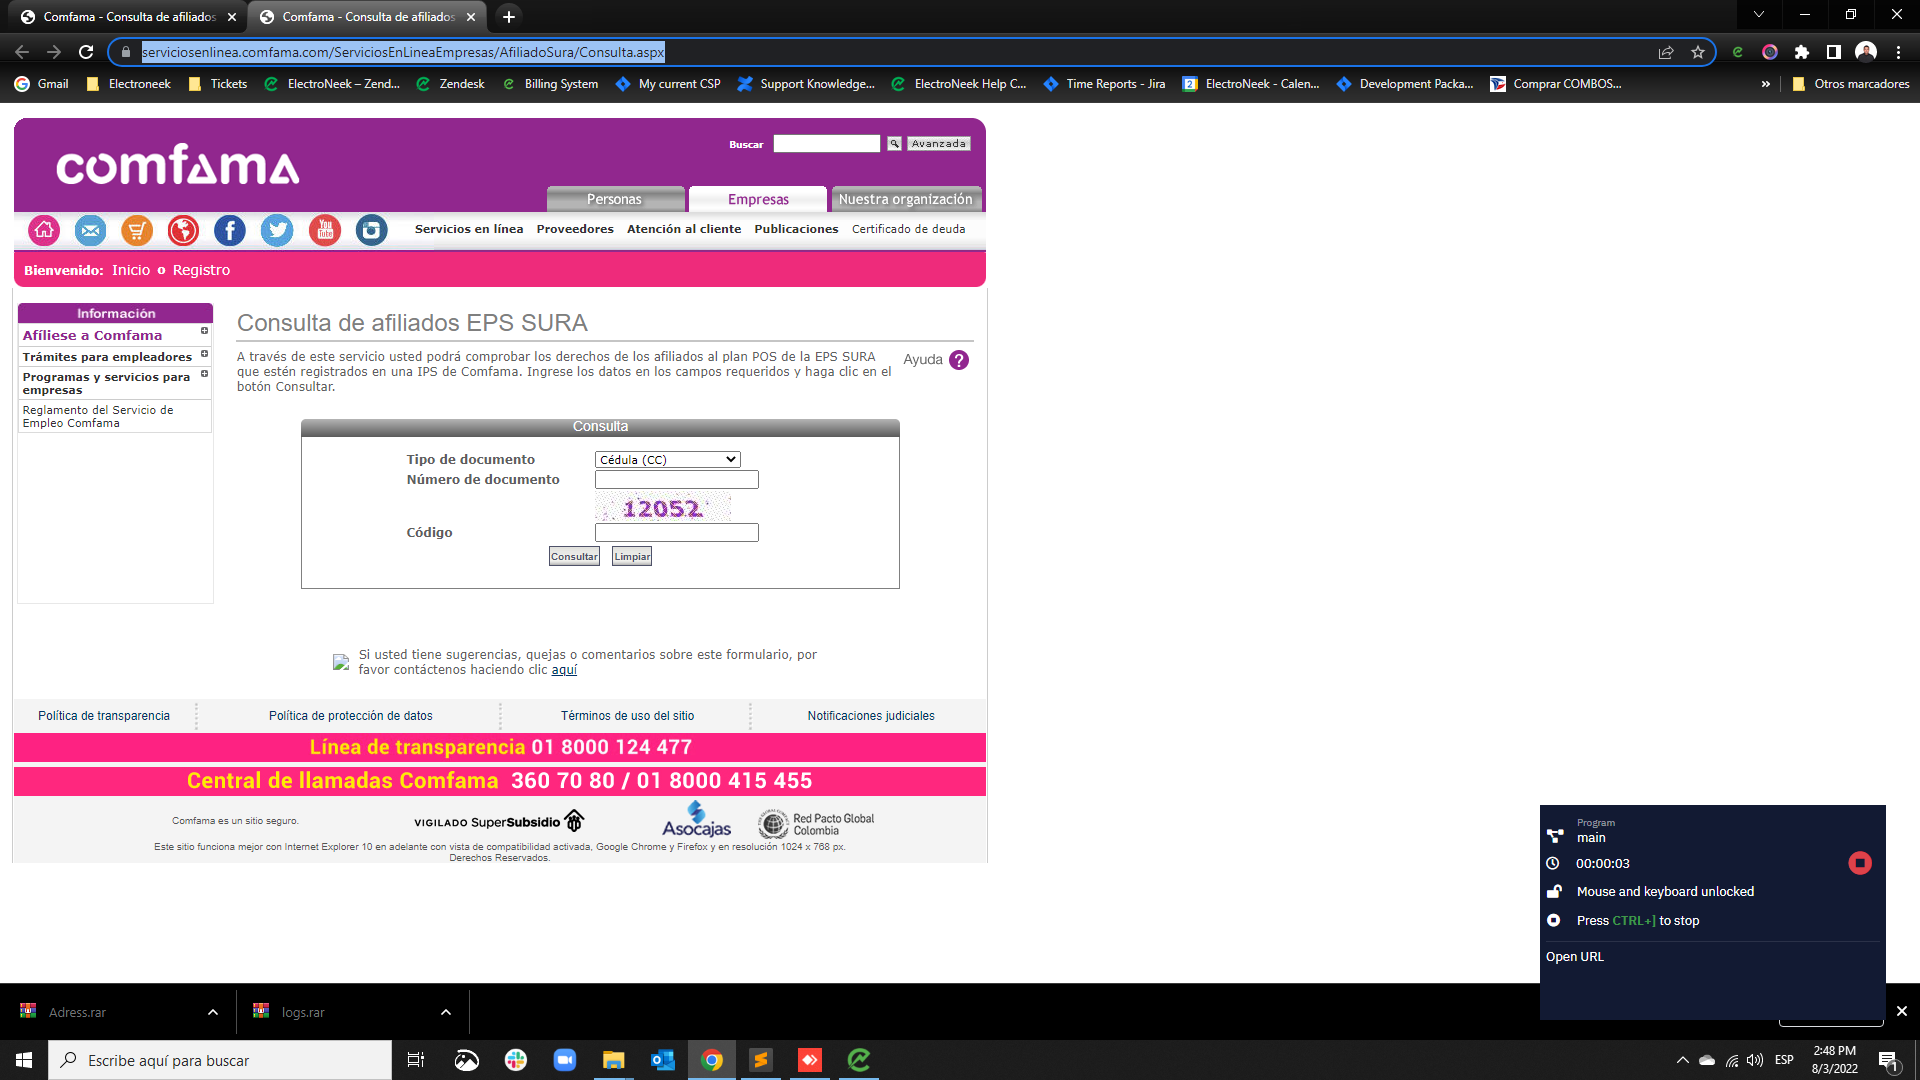 Comfama - Consulta de afiliados
Comfama - Consulta de afiliados
serviciosenlinea.comfama.com/ServiciosEnLineaEmpresas/AfiliadoSura/Consulta.aspx
Gmail
Electroneek
Tickets
ElectroNeek – Zend...
Zendesk
Billing System
My current CSP
Support Knowledge...
ElectroNeek Help C...
Time Reports - Jira
2
ElectroNeek - Calen...
Development Packa...
Comprar COMBOS...
»
Otros marcadores
comfama
Buscar
Avanzada
Personas
Empresas
Nuestra organización
You Tube
Servicios en línea
Proveedores
Atención al cliente
Publicaciones
Certificado de deuda
Bienvenido: Inicio o Registro
Información
Afíliese a Comfama
Trámites para empleadores
Programas y servicios para
empresas
Reglamento del Servicio de
Empleo Comfama
Consulta de afiliados EPS SURA
A través de este servicio usted podrá comprobar los derechos de los afiliados al plan POS de la EPS SURA
que estén registrados en una IPS de Comfama. Ingrese los datos en los campos requeridos y haga clic en el
botón Consultar.
Ayuda ?
Consulta
Tipo de documento
Cédula (CC)
Número de documento
12052
Código
Consultar
Limpiar
Si usted tiene sugerencias, quejas o comentarios sobre este formulario, por
favor contáctenos haciendo clic aquí
Política de transparencia
Política de protección de datos
Términos de uso del sitio
Notificaciones judiciales
Línea de transparencia 01 8000 124 477
Central de llamadas Comfama 360 70 80 / 01 8000 415 455
Comfama es un sitio seguro.
VIGILADO SuperSubsidio
Asocajas
Red Pacto Global
Colombia
Este sitio funciona mejor con Internet Explorer 10 en adelante con vista de compatibilidad activada, Google Chrome y Firefox y en resolución 1024 x 768 px.
Derechos Reservados.
Program
main
00:00:03
Mouse and keyboard unlocked
Press CTRL+] to stop
Open URL
Adress.rar
logs.rar
Escribe aquí para buscar
ESP
2:48 PM
8/3/2022
1